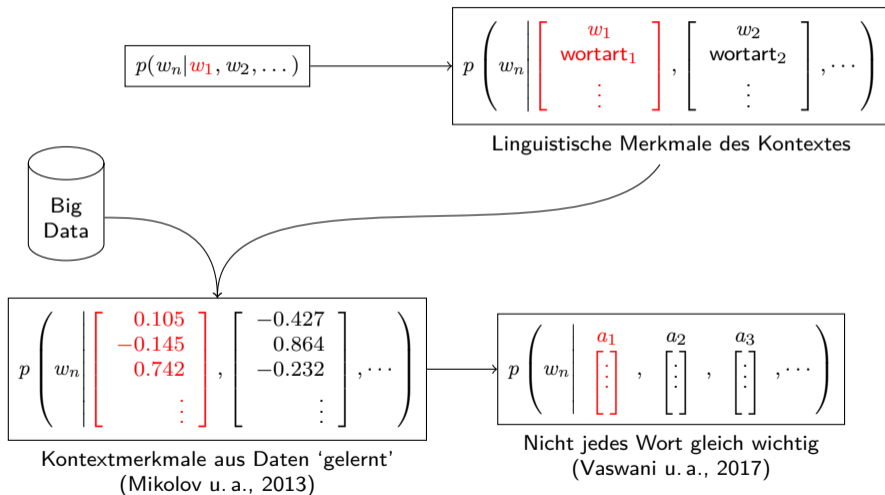 p(wₙ|w₁, w₂, …)
p ( wₙ | [ w₁ wortart₁ ⋮ ] , [ w₂ wortart₂ ⋮ ] , ⋯ )
Linguistische Merkmale des Kontextes
Big
Data
p ( wₙ | [ 0.105 −0.145 0.742 ⋮ ] , [ −0.427 0.864 −0.232 ⋮ ] , ⋯ )
Kontextmerkmale aus Daten ‘gelernt’
(Mikolov u. a., 2013)
p ( wₙ | a₁ [ ⋮ ] , a₂ [ ⋮ ] , a₃ [ ⋮ ] , ⋯ )
Nicht jedes Wort gleich wichtig
(Vaswani u. a., 2017)